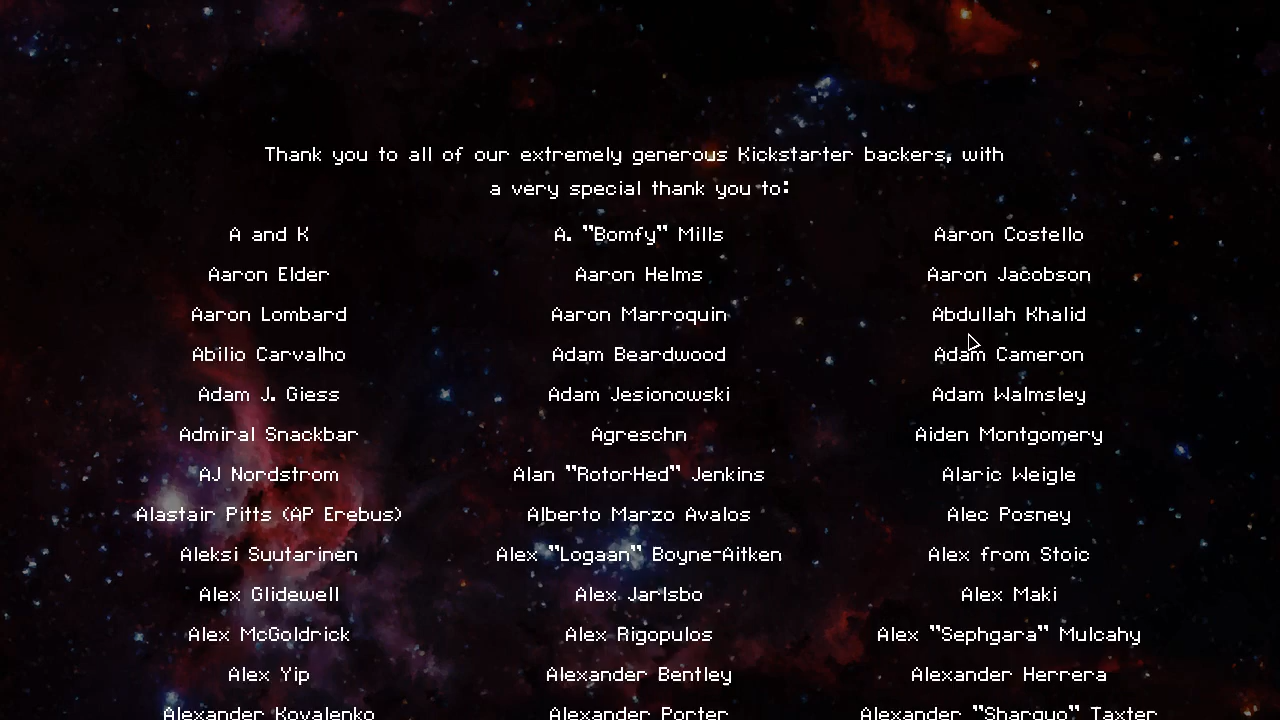 Thank you to all of our extremely generous Kickstarter backers, with
a very special thank you to:
A and K A. "Bomfy" Mills Aaron Costello
Aaron Elder Aaron Helms Aaron Jacobson
Aaron Lombard Aaron Marroquin Abdullah Khalid
Abilio Carvalho Adam Beardwood Adam Cameron
Adam J. Giess Adam Jesionowski Adam Walmsley
Admiral Snackbar Agreschn Aiden Montgomery
AJ Nordstrom Alan "RotorHed" Jenkins Alaric Weigle
Alastair Pitts (AP Erebus) Alberto Marzo Avalos Alec Posney
Aleksi Suutarinen Alex "Logaan" Boyne-Aitken Alex from Stoic
Alex Glidewell Alex Jarlsbo Alex Maki
Alex McGoldrick Alex Rigopulos Alex "Sephgara" Mulcahy
Alex Yip Alexander Bentley Alexander Herrera
Alexander Kovalenko Alexander Porter Alexander Taxter